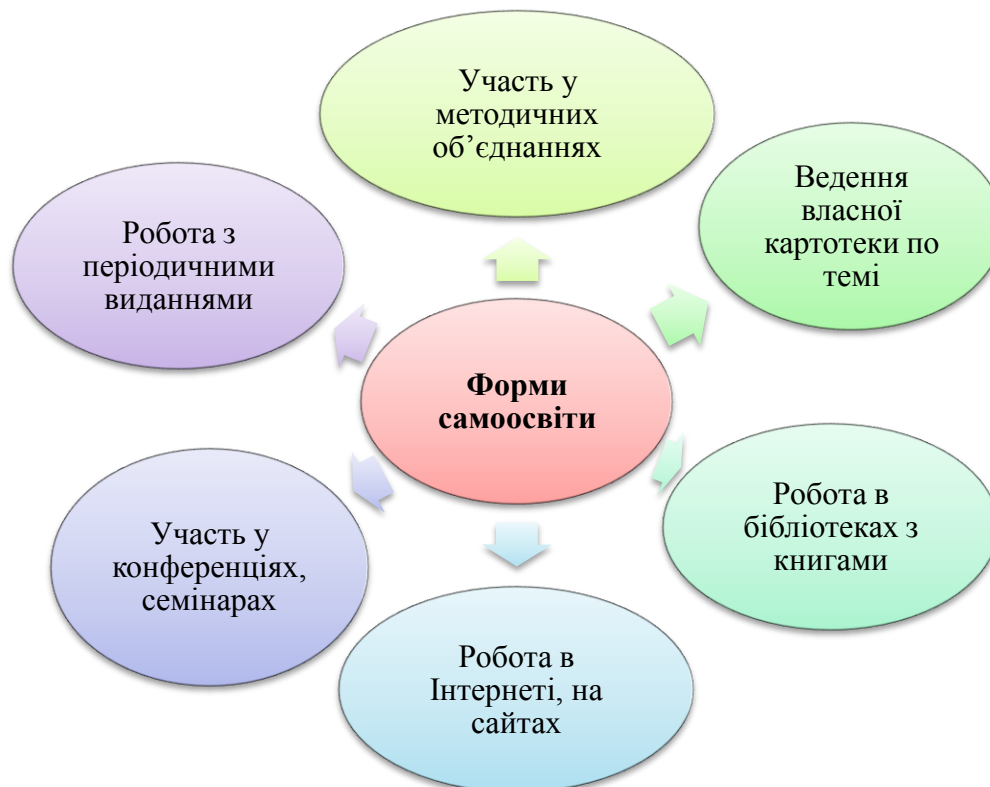 Участь у
методичних
об’єднаннях
Ведення
власної
картотеки по
темі
Робота з
періодичними
виданнями
Форми
самоосвіти
Робота в
бібліотеках з
книгами
Участь у
конференціях,
семінарах
Робота в
Інтернеті, на
сайтах